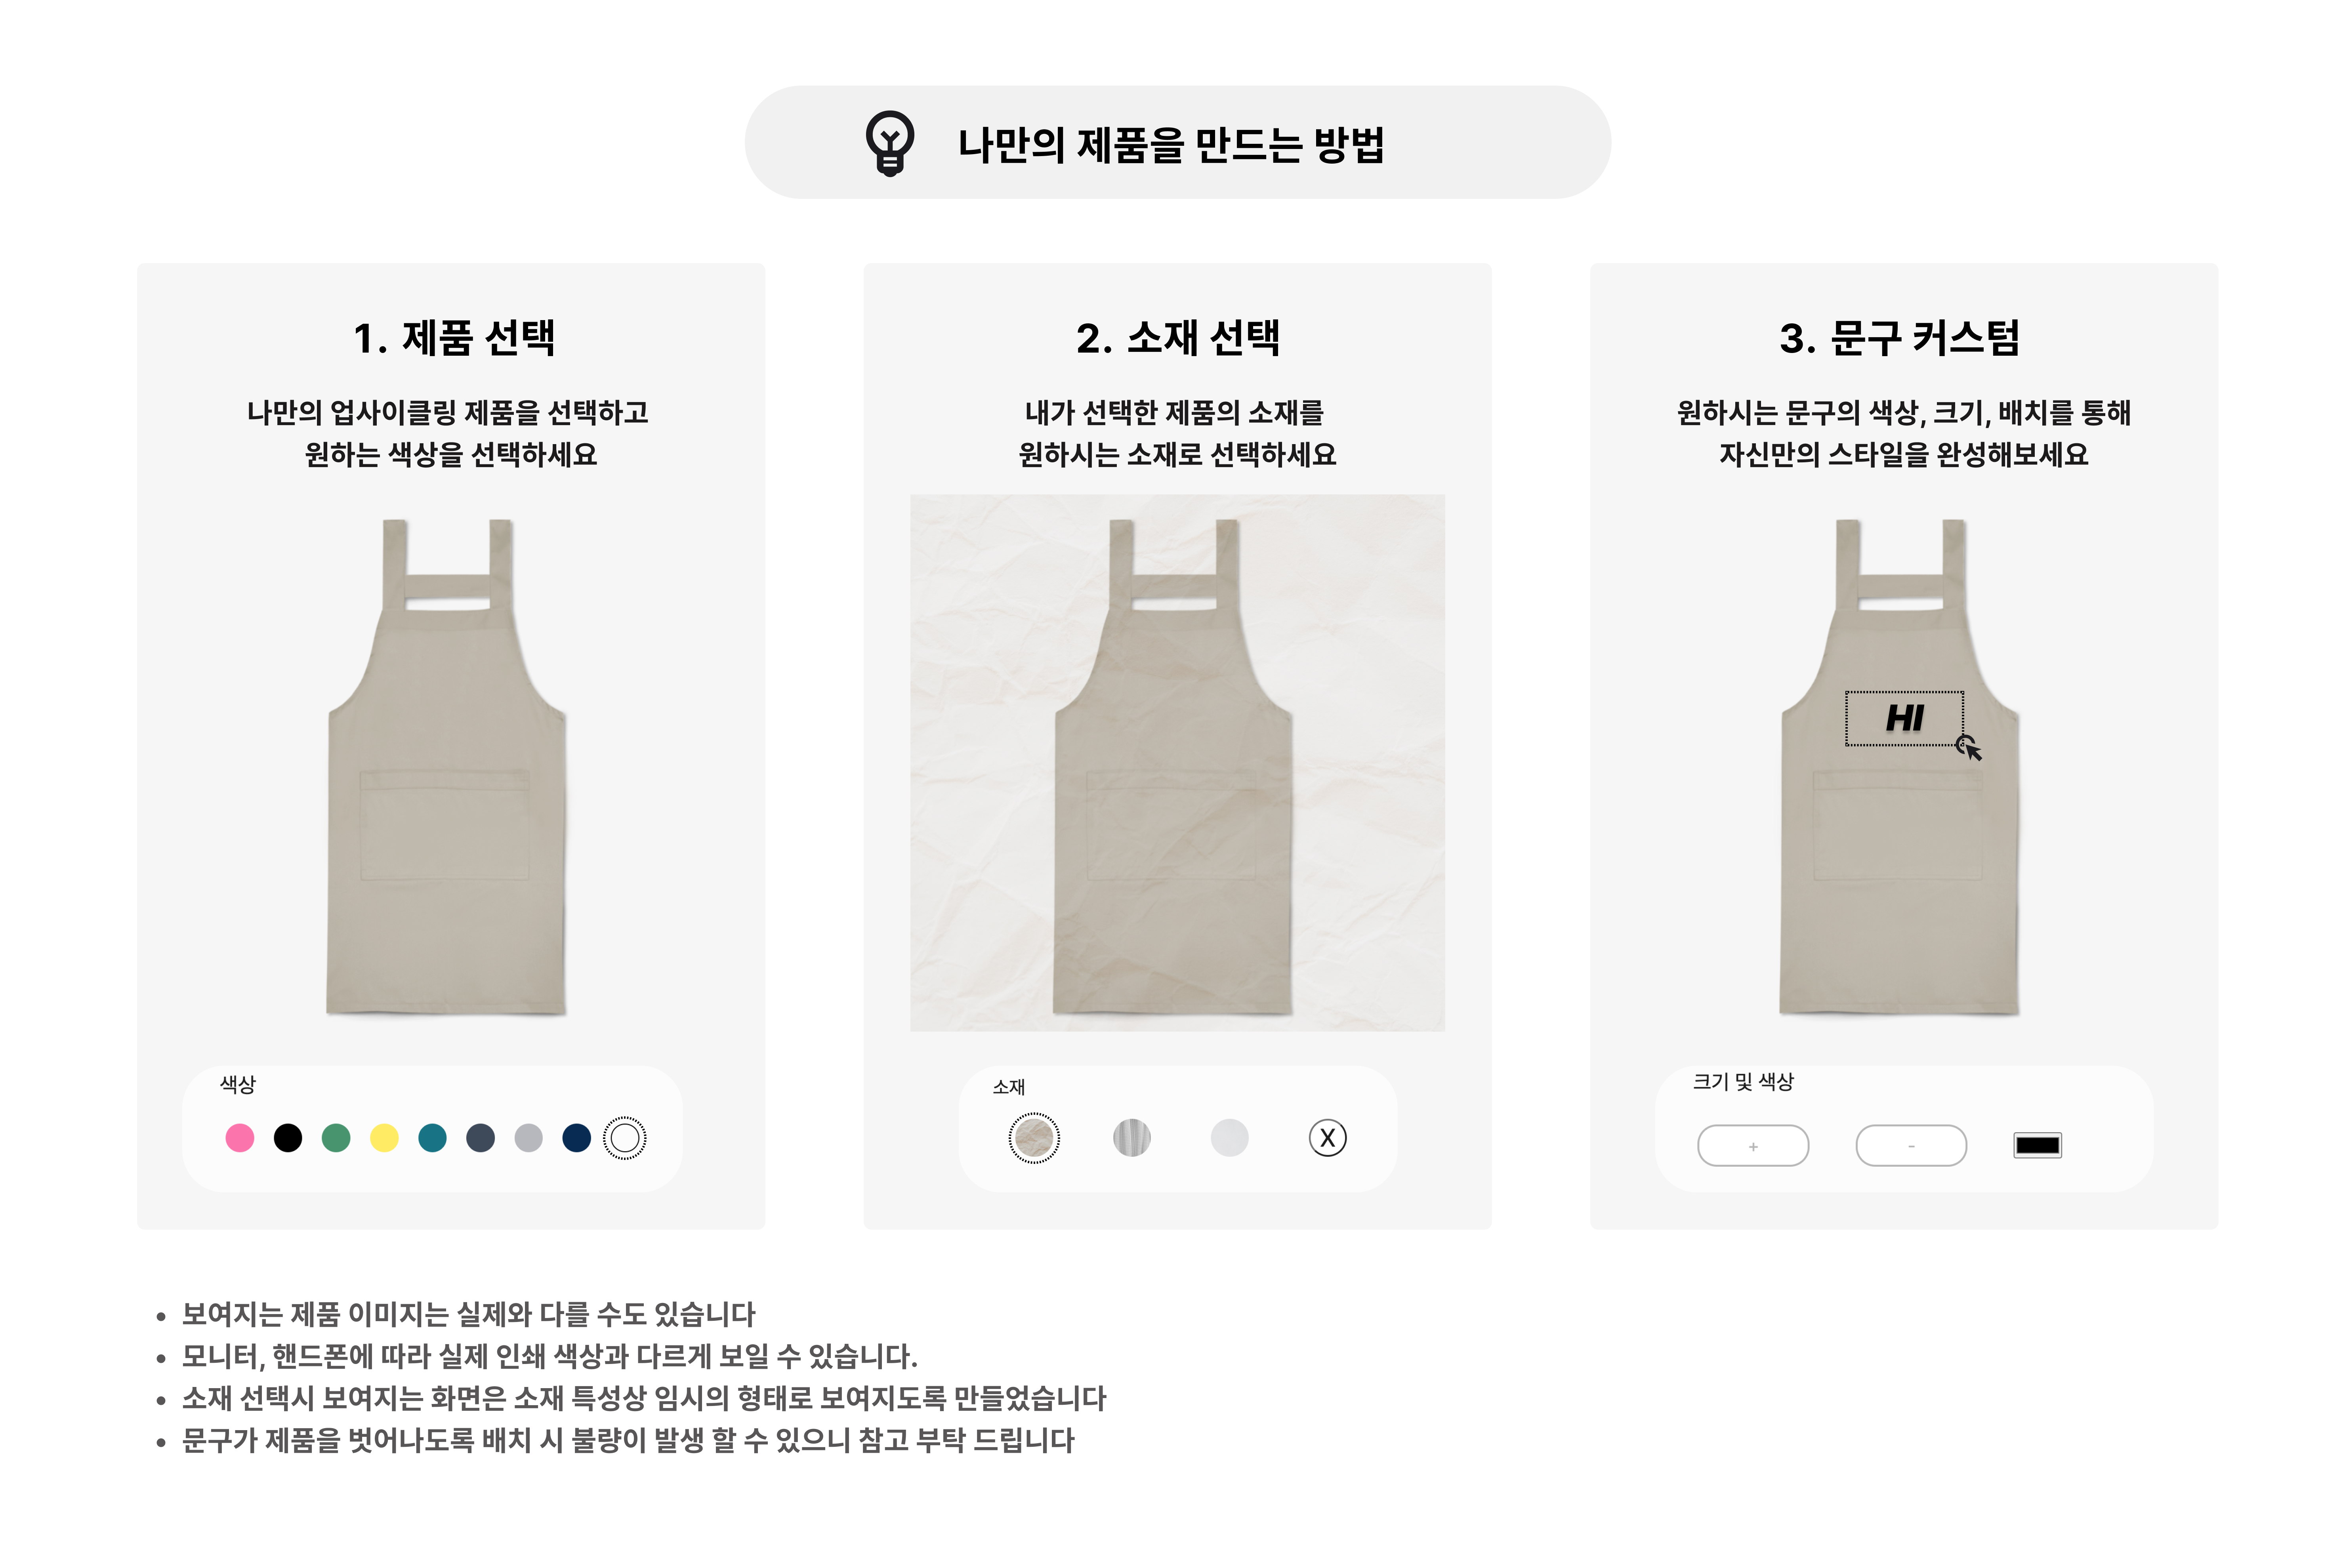 나만의 제품을 만드는 방법
1. 제품 선택
나만의 업사이클링 제품을 선택하고
원하는 색상을 선택하세요
색상
2. 소재 선택
내가 선택한 제품의 소재를
원하시는 소재로 선택하세요
소재
X
3. 문구 커스텀
원하시는 문구의 색상, 크기, 배치를 통해
자신만의 스타일을 완성해보세요
HI
크기 및 색상
+
-
• 보여지는 제품 이미지는 실제와 다를 수도 있습니다
• 모니터, 핸드폰에 따라 실제 인쇄 색상과 다르게 보일 수 있습니다.
• 소재 선택시 보여지는 화면은 소재 특성상 임시의 형태로 보여지도록 만들었습니다
• 문구가 제품을 벗어나도록 배치 시 불량이 발생 할 수 있으니 참고 부탁 드립니다